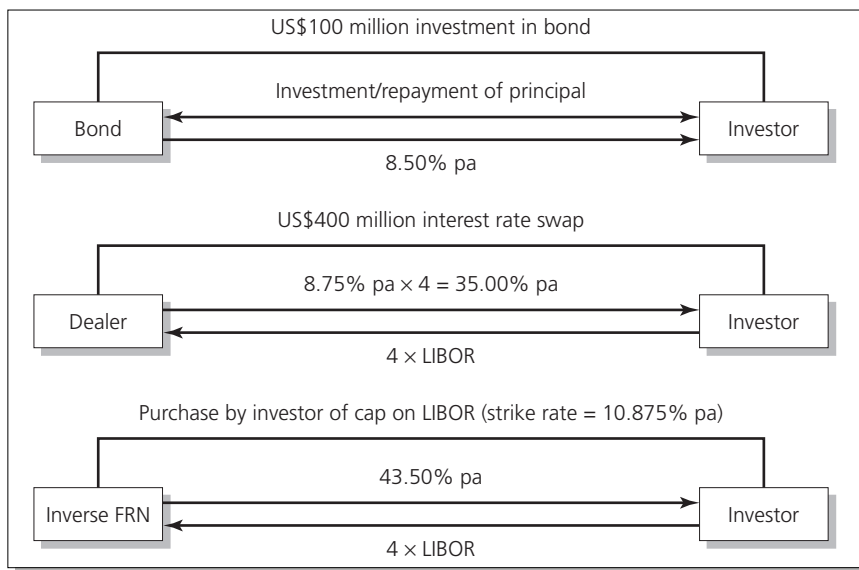 US$100 million investment in bond
Investment/repayment of principal
Bond
Investor
8.50% pa
US$400 million interest rate swap
8.75% pa × 4 = 35.00% pa
Dealer
Investor
4 × LIBOR
Purchase by investor of cap on LIBOR (strike rate = 10.875% pa)
43.50% pa
Inverse FRN
Investor
4 × LIBOR